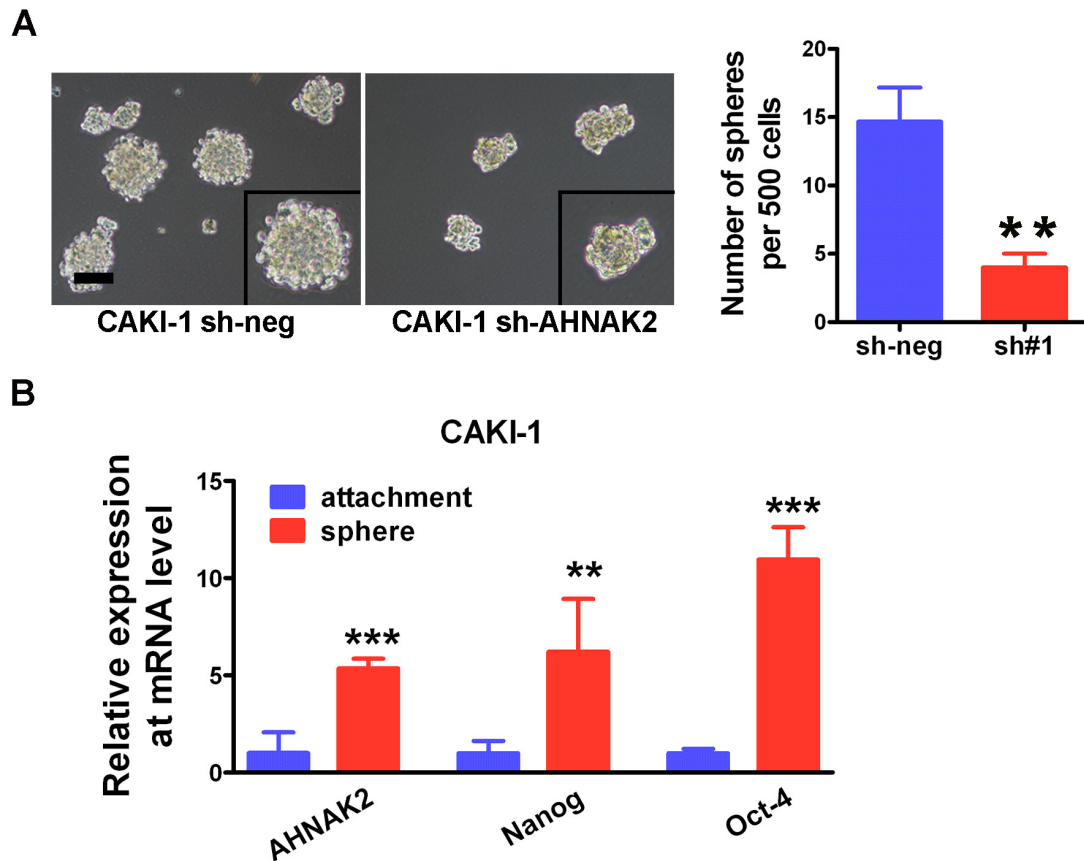 A
CAKI-1 sh-neg
CAKI-1 sh-AHNAK2
Number of spheres
per 500 cells
20
15
10
5
0
**
sh-neg
sh#1
B
CAKI-1
Relative expression
at mRNA level
15
10
5
0
attachment
sphere
***
**
***
AHNAK2
Nanog
Oct-4